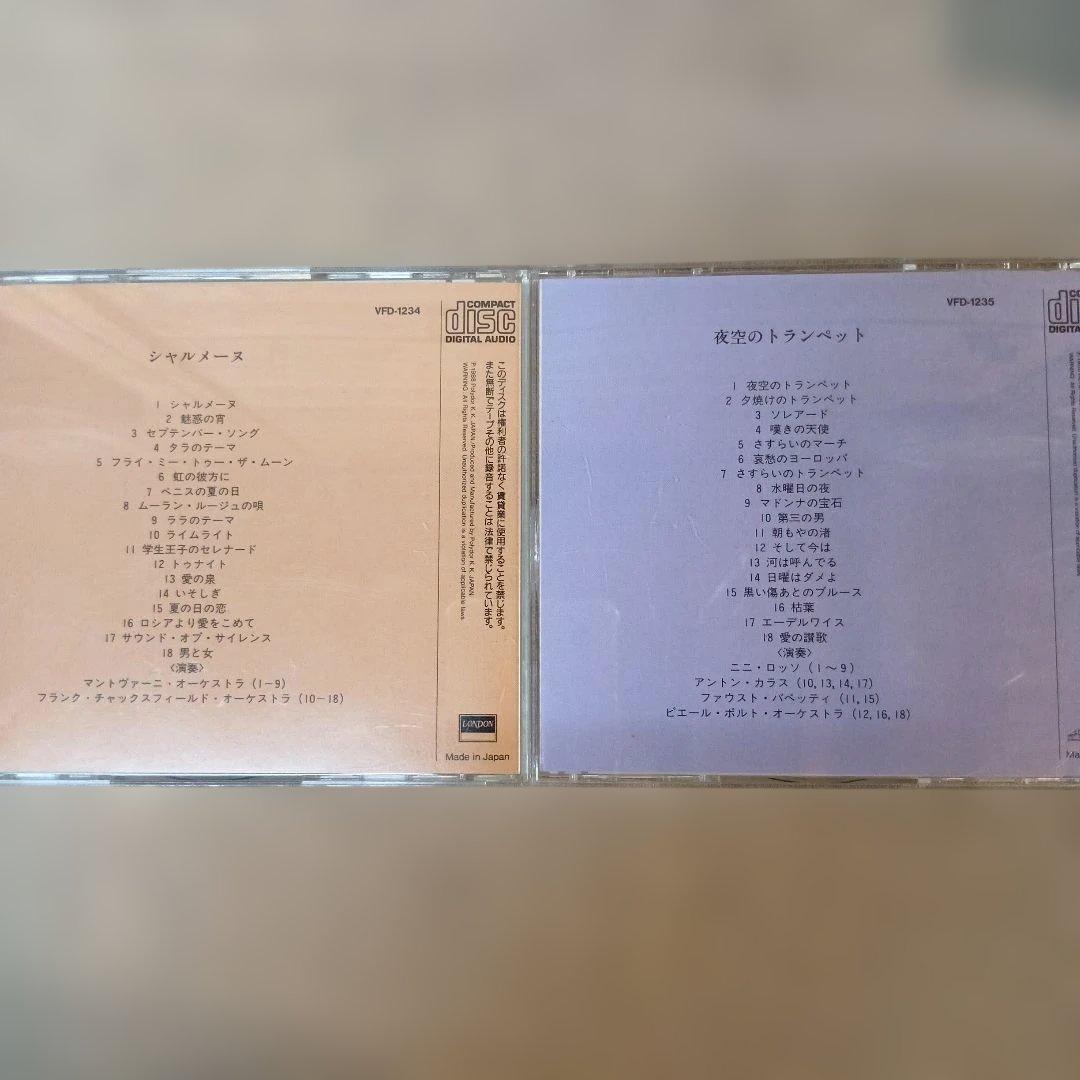 VFD-1234
COMPACT
disc
DIGITAL AUDIO
シャルメーヌ
1 シャルメーヌ
2 魅惑の宵
3 セプテンバー・ソング
4 タラのテーマ
5 フライ・ミー・トゥー・ザ・ムーン
6 虹の彼方に
7 ベニスの夏の日
8 ムーラン・ルージュの唄
9 ララのテーマ
10 ライムライト
11 学生王子のセレナード
12 トゥナイト
13 愛の泉
14 いそしぎ
15 夏の日の恋
16 ロシアより愛をこめて
17 サウンド・オブ・サイレンス
18 男と女
〈演奏〉
マントヴァーニ・オーケストラ (1−9)
フランク・チャックスフィールド・オーケストラ (10−18)
このディスクは権利者の許諾なく賃貸業に使用することを禁じます。
また無断でテープその他に録音することは法律で禁じられています。
℗ 1988 Polydor K.K. JAPAN/Produced and Manufactured by Polydor K.K. JAPAN
WARNING: All Rights Reserved. Unauthorized duplication is a violation of applicable laws.
LONDON
Made in Japan
VFD-1235
夜空のトランペット
1 夜空のトランペット
2 夕焼けのトランペット
3 ソレアード
4 嘆きの天使
5 さすらいのマーチ
6 哀愁のヨーロッパ
7 さすらいのトランペット
8 水曜日の夜
9 マドンナの宝石
10 第三の男
11 朝もやの渚
12 そして今は
13 河は呼んでる
14 日曜はダメよ
15 黒い傷あとのブルース
16 枯葉
17 エーデルワイス
18 愛の讃歌
〈演奏〉
ニニ・ロッソ (1〜9)
アントン・カラス (10, 13, 14, 17)
ファウスト・パペッティ (11, 15)
ピエール・ポルト・オーケストラ (12, 16, 18)